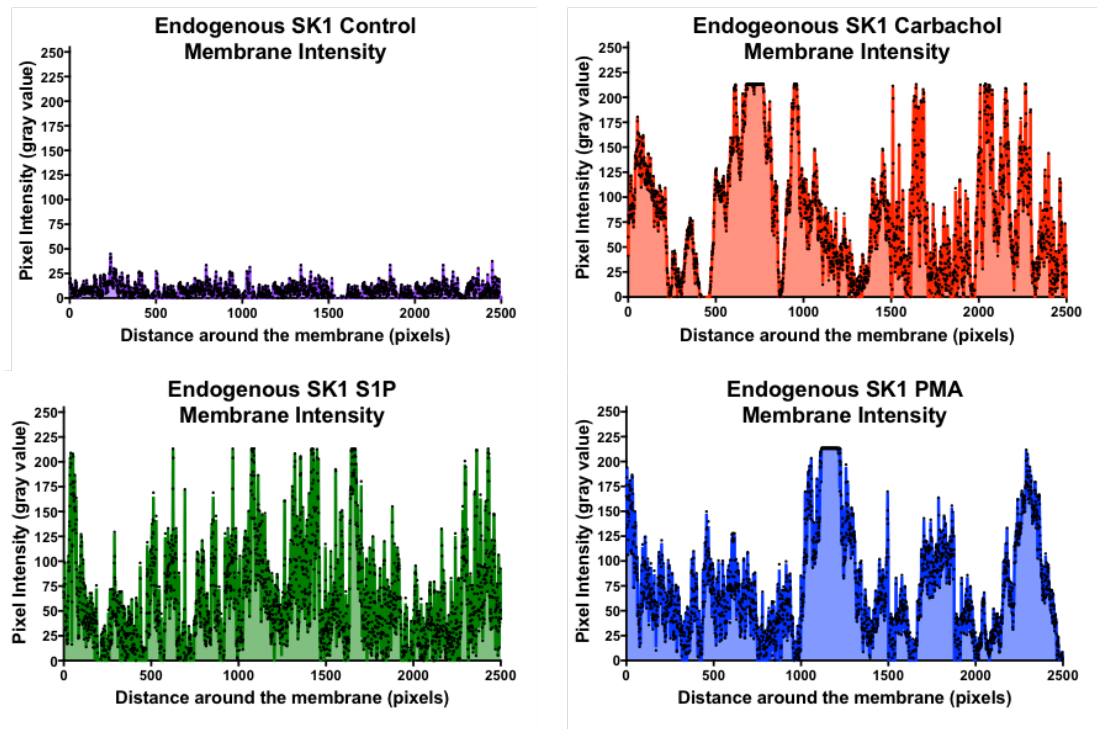 Endogenous SK1 Control
Membrane Intensity
250
225
200
175
150
125
100
75
50
25
0
Pixel Intensity (gray value)
0 500 1000 1500 2000 2500
Distance around the membrane (pixels)
Endogeonous SK1 Carbachol
Membrane Intensity
250
225
200
175
150
125
100
75
50
25
0
Pixel Intensity (gray value)
0 500 1000 1500 2000 2500
Distance around the membrane (pixels)
Endogenous SK1 S1P
Membrane Intensity
250
225
200
175
150
125
100
75
50
25
0
Pixel Intensity (gray value)
0 500 1000 1500 2000 2500
Distance around the membrane (pixels)
Endogenous SK1 PMA
Membrane Intensity
250
225
200
175
150
125
100
75
50
25
0
Pixel Intensity (gray value)
0 500 1000 1500 2000 2500
Distance around the membrane (pixels)